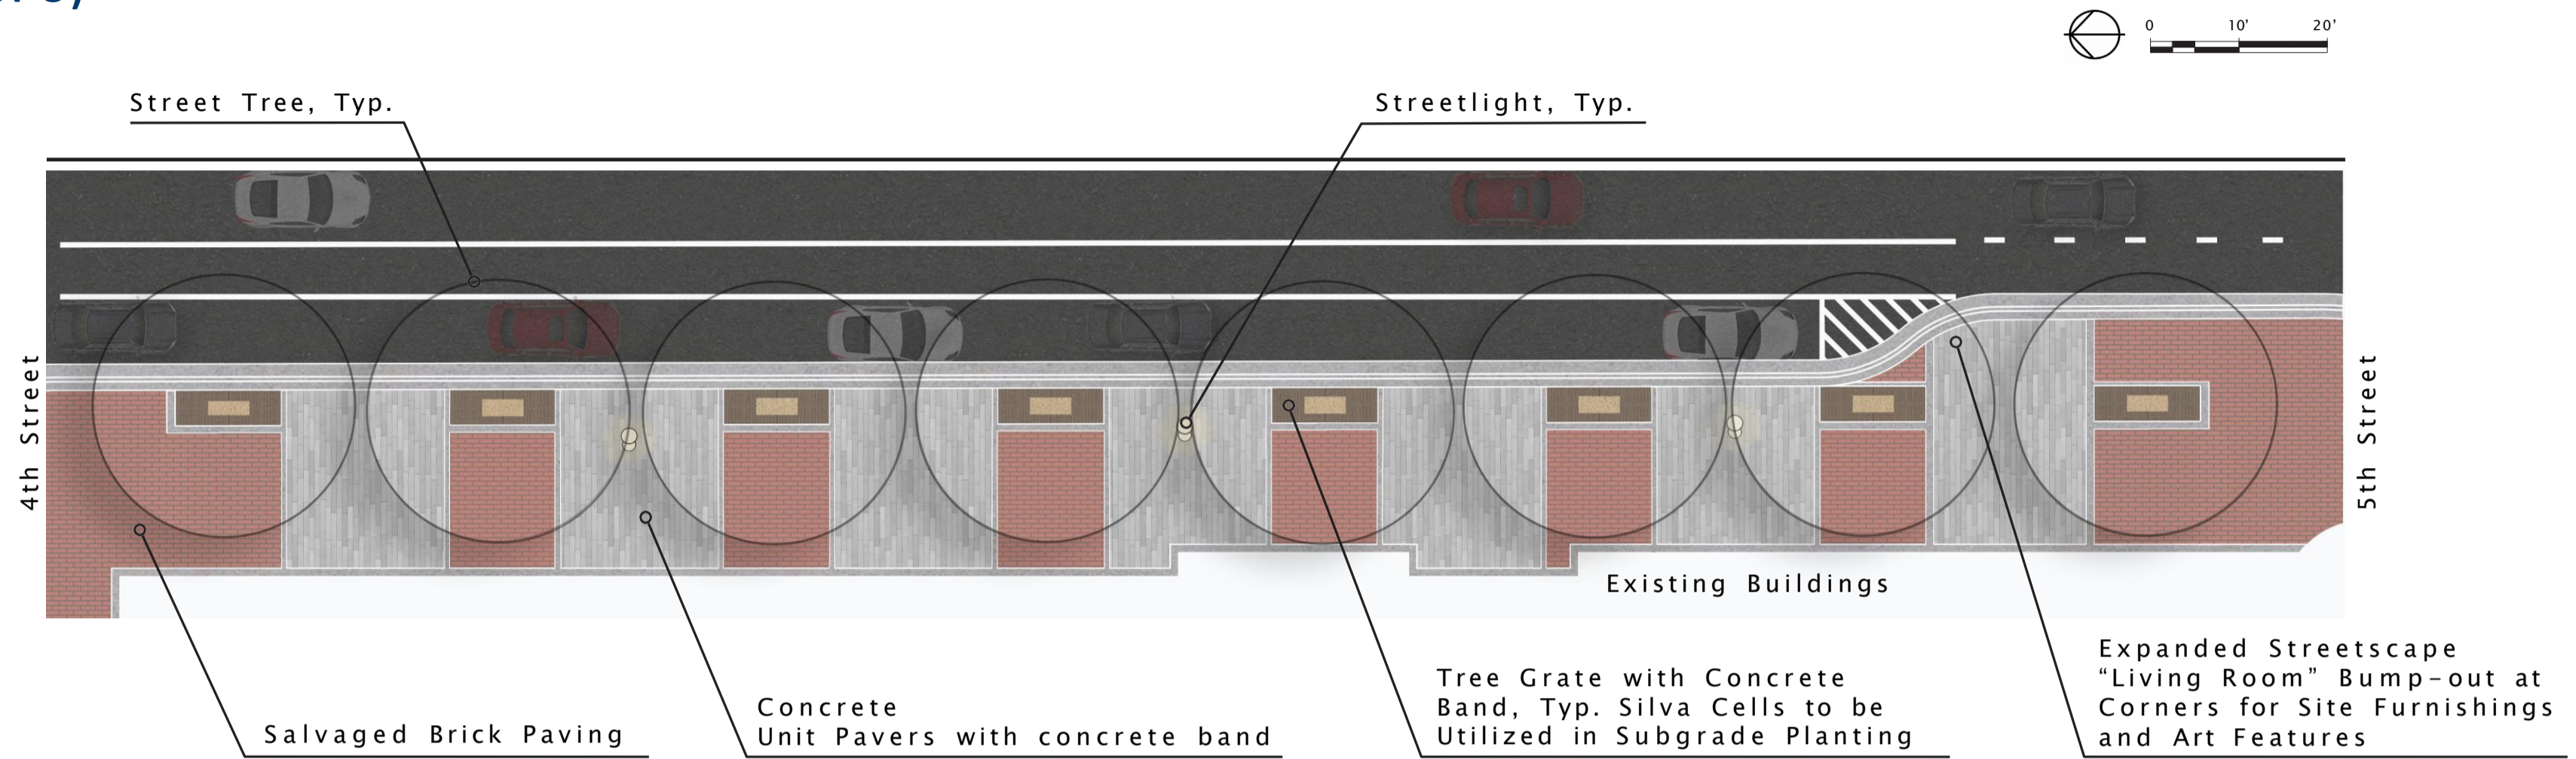 0 10' 20'
Street Tree, Typ.
Streetlight, Typ.
4th Street
5th Street
Existing Buildings
Salvaged Brick Paving
Concrete
Unit Pavers with concrete band
Tree Grate with Concrete
Band, Typ. Silva Cells to be
Utilized in Subgrade Planting
Expanded Streetscape
“Living Room” Bump-out at
Corners for Site Furnishings
and Art Features